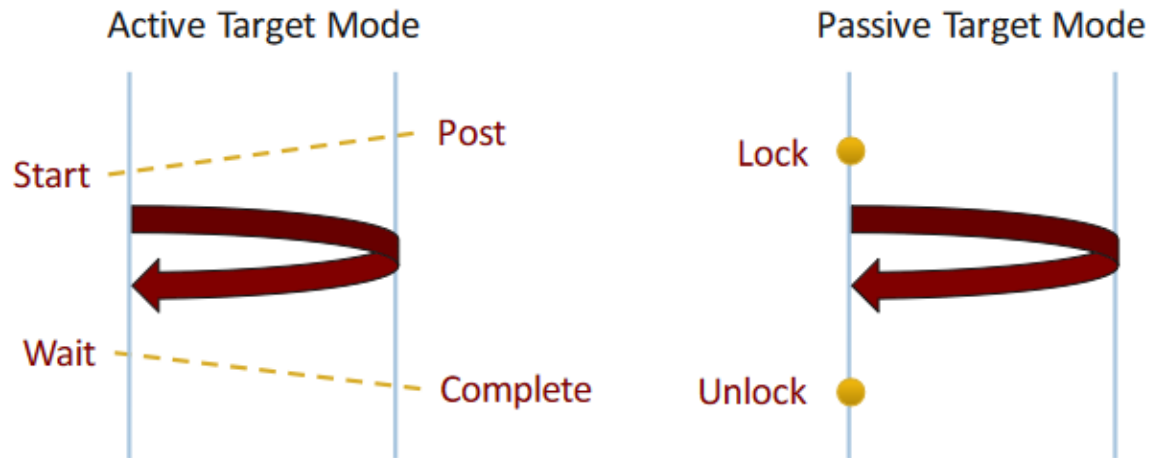 Active Target Mode
Passive Target Mode
Post
Start
Lock
Wait
Complete
Unlock